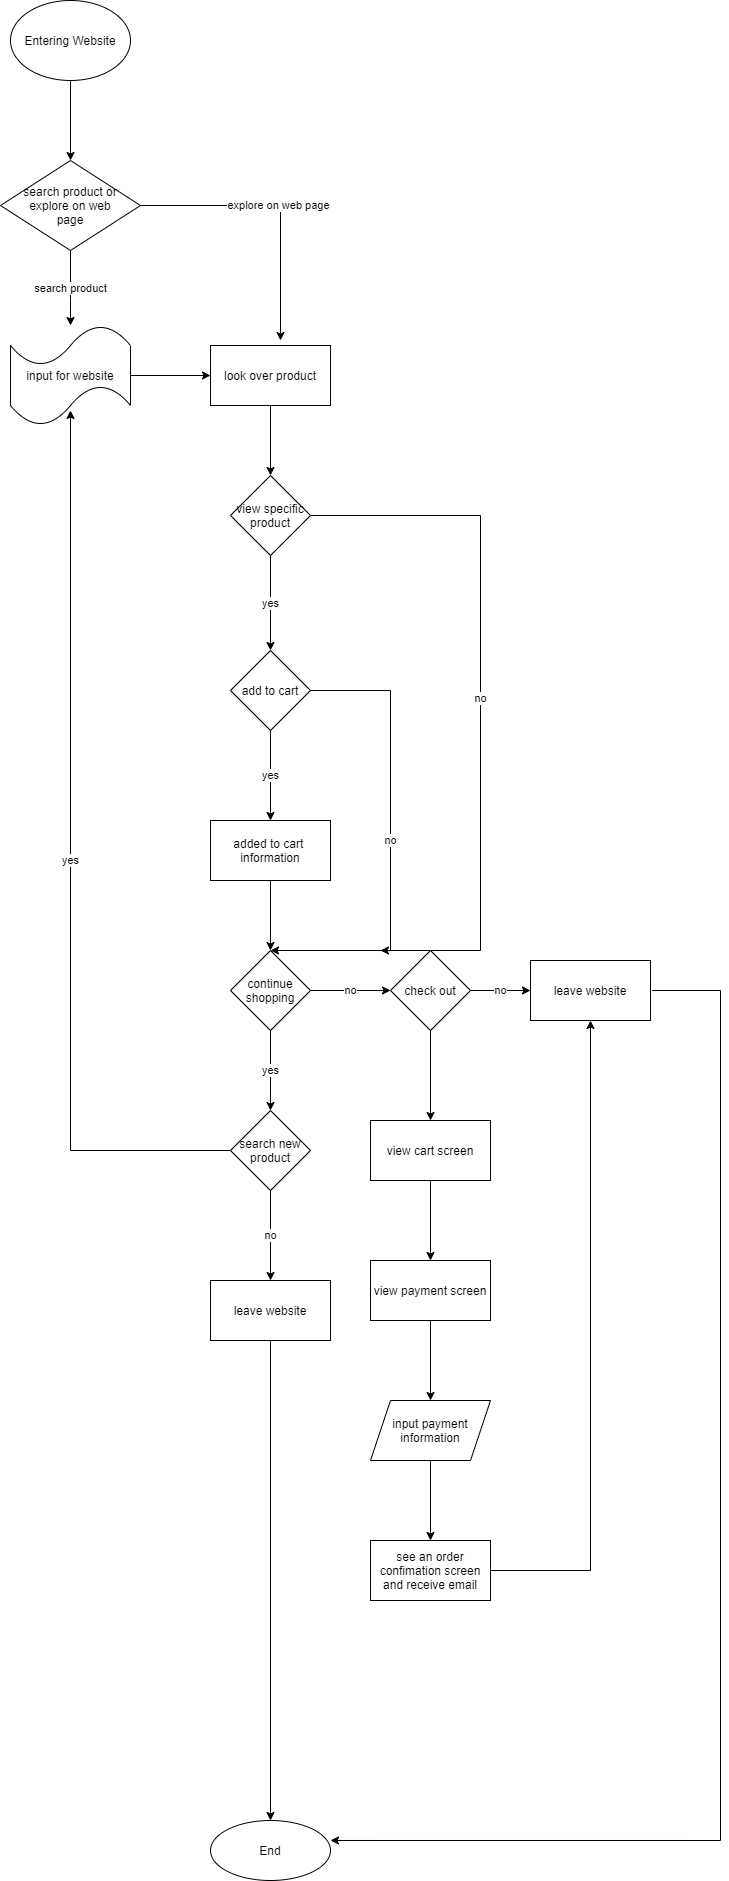 Entering Website
search product or
explore on web
page
explore on web page
search product
input for website
look over product
view specific
product
yes
add to cart
no
yes
added to cart
information
no
yes
continue
shopping
no
check out
no
leave website
yes
search new
product
view cart screen
no
leave website
view payment screen
input payment
information
see an order
confimation screen
and receive email
End